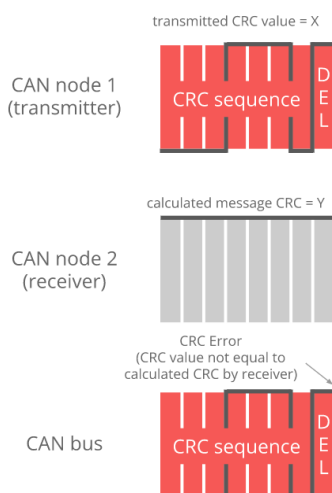 transmitted CRC value = X
CAN node 1
(transmitter)
CRC sequence
D
E
L
calculated message CRC = Y
CAN node 2
(receiver)
CRC Error
(CRC value not equal to
calculated CRC by receiver)
CAN bus
CRC sequence
D
E
L